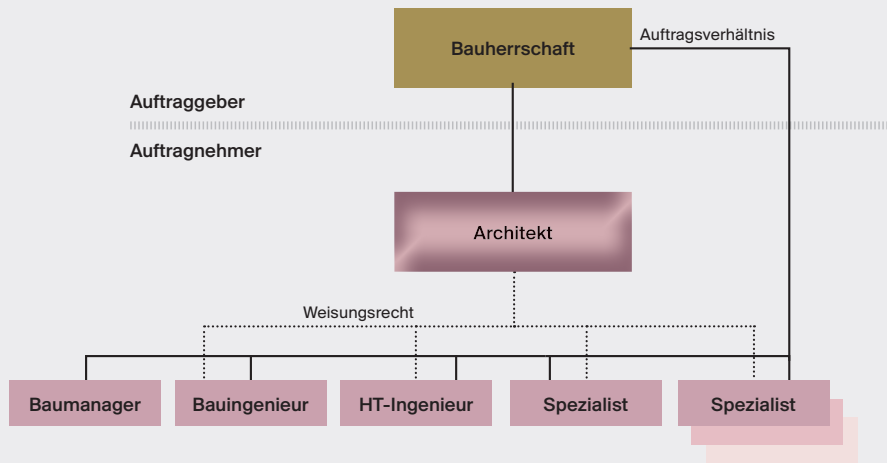 Bauherrschaft
Auftragsverhältnis
Auftraggeber
Auftragnehmer
Architekt
Weisungsrecht
Baumanager
Bauingenieur
HT-Ingenieur
Spezialist
Spezialist